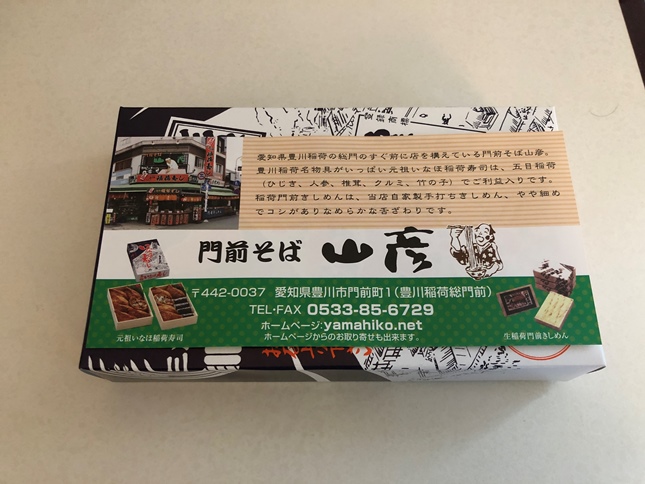 愛知県豊川稲荷の総門のすぐ前に店を構えている門前そば山彦。
豊川稲荷名物具がいっぱい元祖いなほ稲荷寿司は、五目稲荷
（ひじき、人参、椎茸、クルミ、竹の子）でご利益入りです。
稲荷門前きしめんは、当店自家製手打ちきしめん、やや細め
でコシがありなめらかな舌ざわりです。
門前そば 山彦
〒442-0037 愛知県豊川市門前町1（豊川稲荷総門前）
TEL・FAX 0533-85-6729
ホームページ:yamahiko.net
ホームページからのお取り寄せも出来ます。
元祖いなほ稲荷寿司
生稲荷門前きしめん